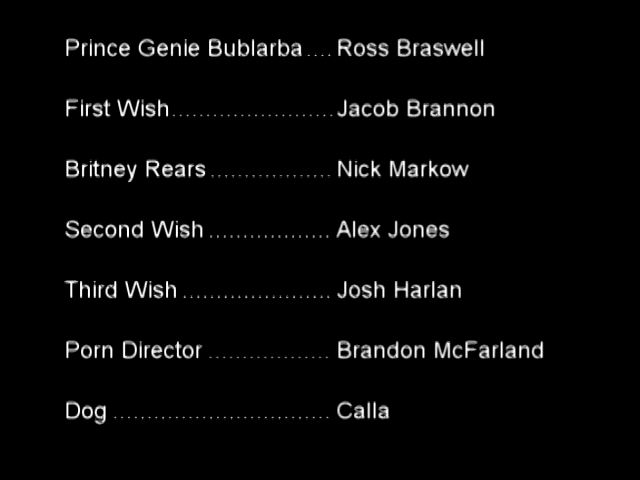 Prince Genie Bublarba .... Ross Braswell
First Wish ........................ Jacob Brannon
Britney Rears .................. Nick Markow
Second Wish .................. Alex Jones
Third Wish ...................... Josh Harlan
Porn Director .................. Brandon McFarland
Dog ................................ Calla